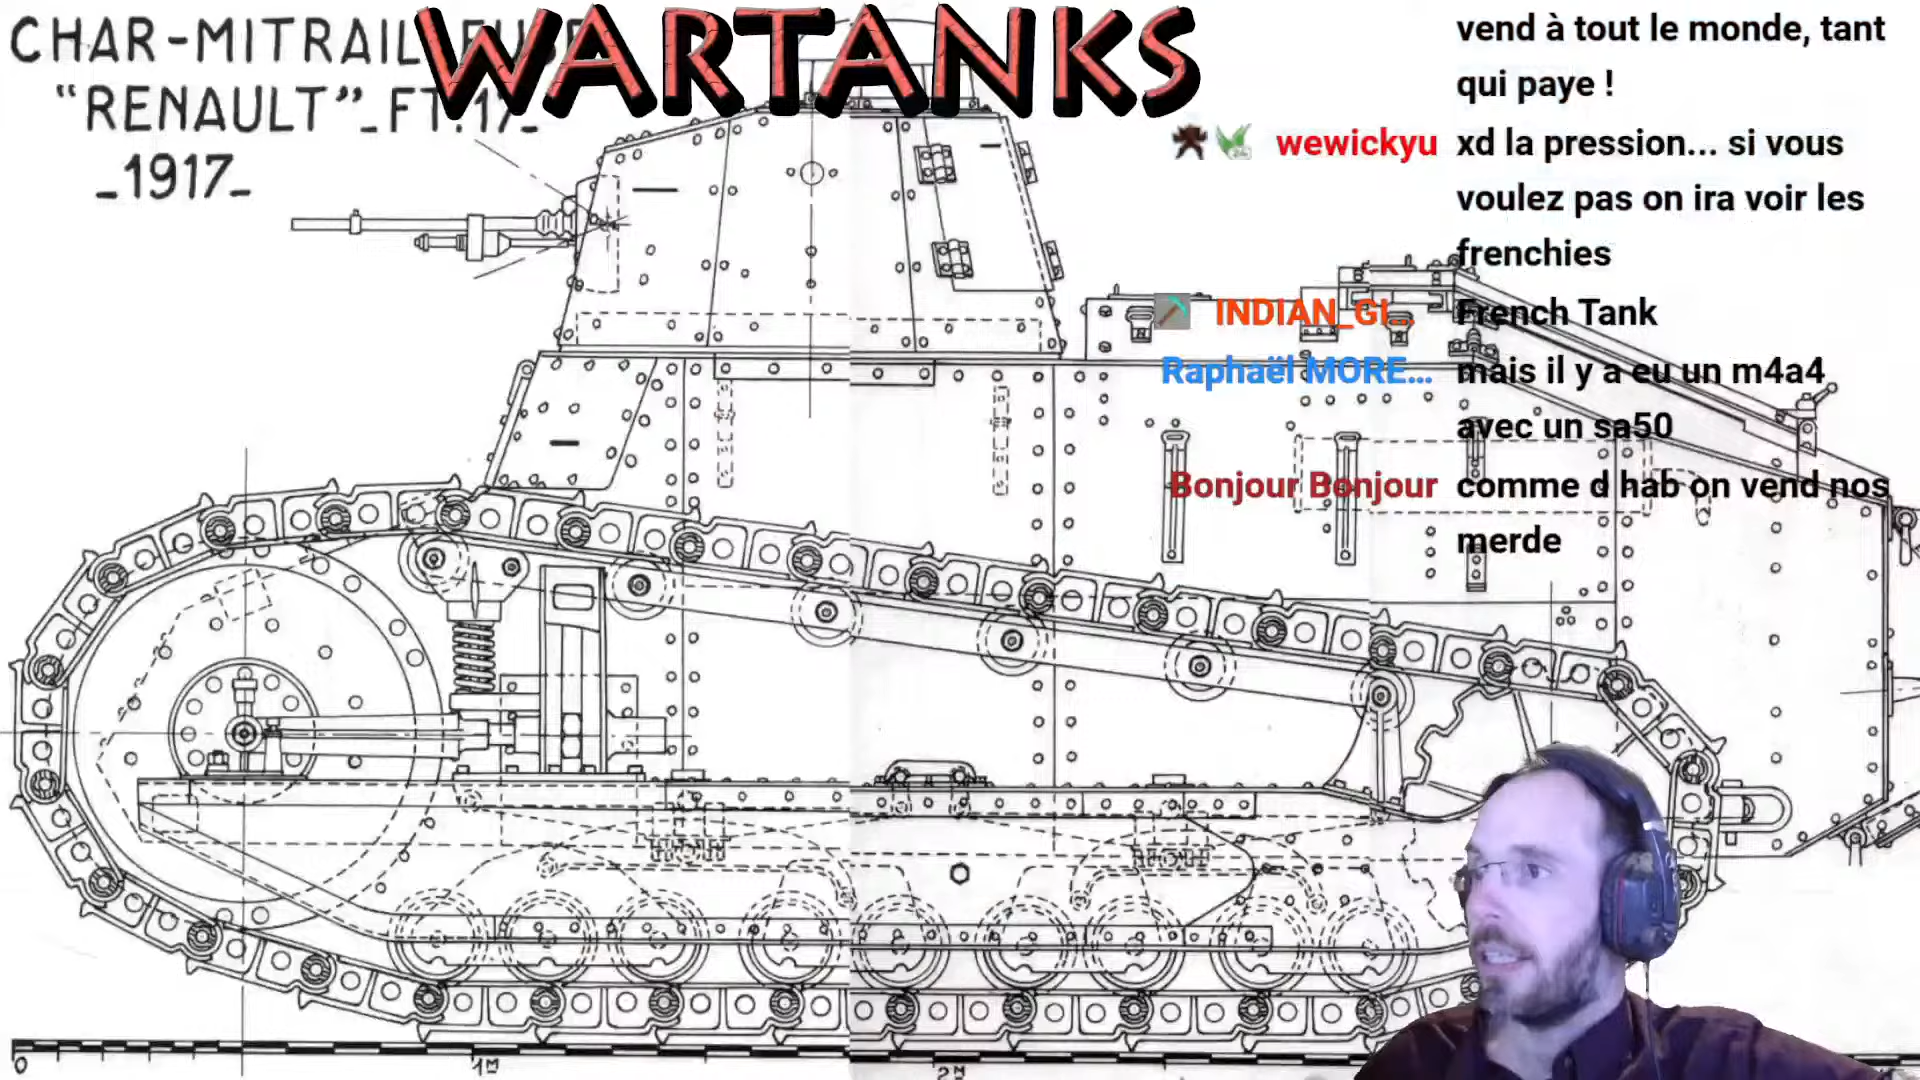 WARTANKS
CHAR-MITRAILLEUSE
"RENAULT"_FT.17_
_1917_
vend à tout le monde, tant
qui paye !
wewickyu xd la pression... si vous
voulez pas on ira voir les
frenchies
INDIAN_GI... French Tank
Raphaël MORE... mais il y a eu un m4a4
avec un sa50
Bonjour Bonjour comme d hab on vend nos
merde
0 1M 2M